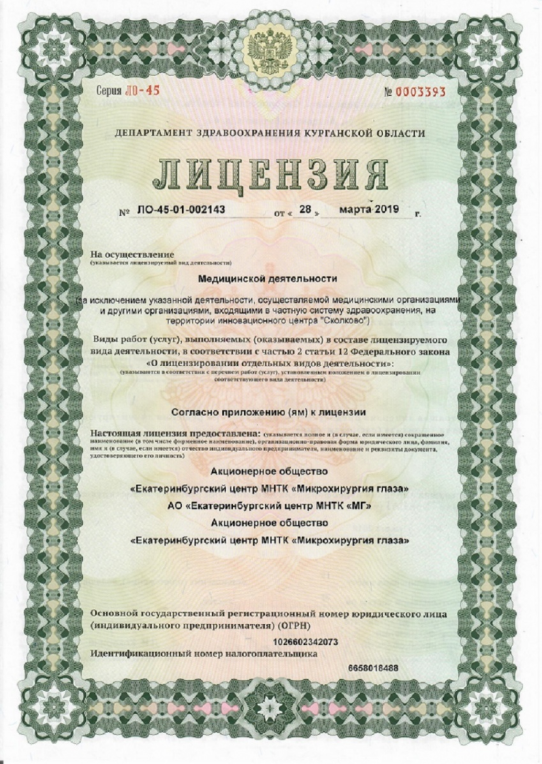 Серия ЛО-45 № 0003393
ДЕПАРТАМЕНТ ЗДРАВООХРАНЕНИЯ КУРГАНСКОЙ ОБЛАСТИ
ЛИЦЕНЗИЯ
№ ЛО-45-01-002143 от « 28 » марта 2019 г.
На осуществление
(указывается лицензируемый вид деятельности)
Медицинской деятельности
(за исключением указанной деятельности, осуществляемой медицинскими организациями
и другими организациями, входящими в частную систему здравоохранения, на
территории инновационного центра "Сколково")
Виды работ (услуг), выполняемых (оказываемых) в составе лицензируемого
вида деятельности, в соответствии с частью 2 статьи 12 Федерального закона
«О лицензировании отдельных видов деятельности»:
(указываются в соответствии с перечнем работ (услуг), установленным положением о лицензировании
соответствующего вида деятельности)
Согласно приложению (ям) к лицензии
Настоящая лицензия предоставлена: (указывается полное и (в случае, если имеется) сокращенное
наименование (в том числе фирменное наименование), организационно-правовая форма юридического лица, фамилия,
имя и (в случае, если имеется) отчество индивидуального предпринимателя, наименование и реквизиты документа,
удостоверяющего его личность)
Акционерное общество
«Екатеринбургский центр МНТК «Микрохирургия глаза»
АО «Екатеринбургский центр МНТК «МГ»
Акционерное общество
«Екатеринбургский центр МНТК «Микрохирургия глаза»
Основной государственный регистрационный номер юридического лица
(индивидуального предпринимателя) (ОГРН)
1026602342073
Идентификационный номер налогоплательщика
6658018488